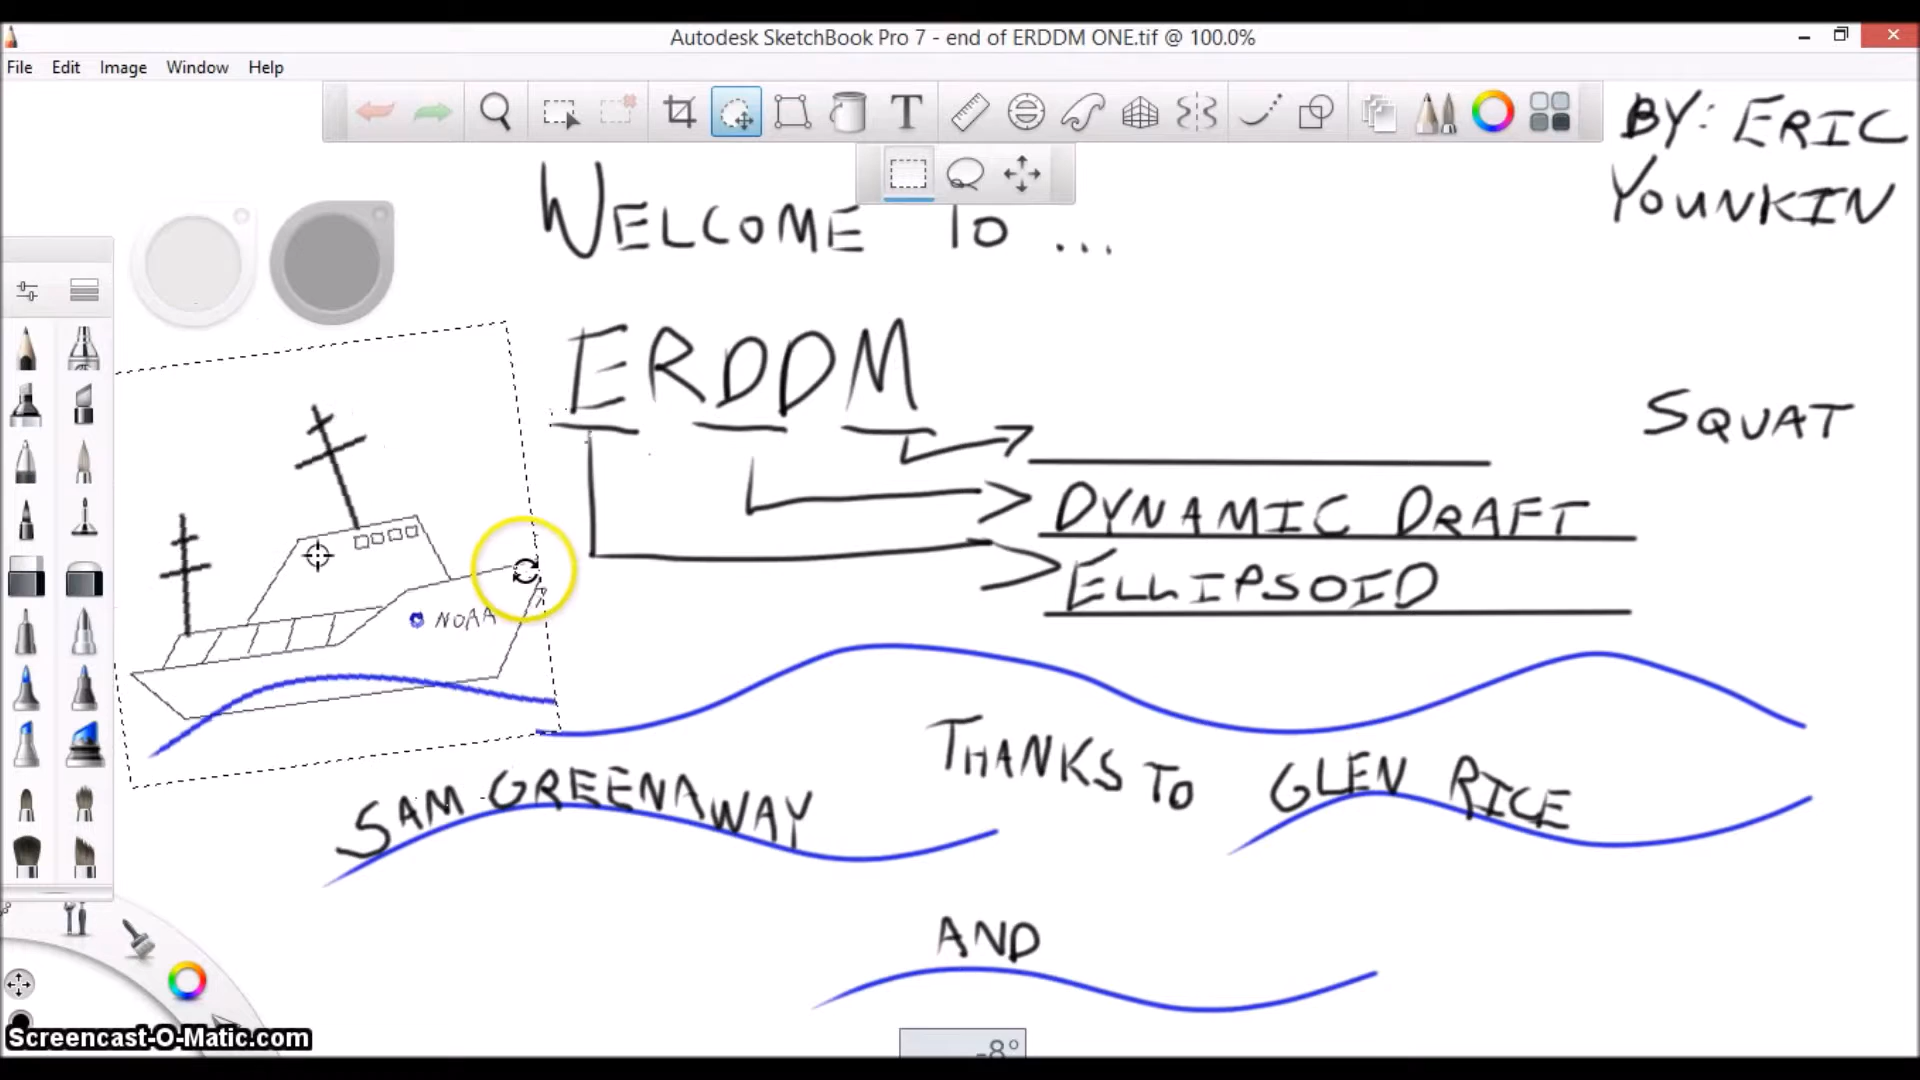 Autodesk SketchBook Pro 7 - end of ERDDM ONE.tif @ 100.0%
File Edit Image Window Help
T
BY: ERIC
YOUNKIN
WELCOME TO ...
ERDDM
SQUAT
DYNAMIC DRAFT
ELLIPSOID
NOAA
THANKS TO GLEN RICE
SAM GREENAWAY
AND
Screencast-O-Matic.com
-8°